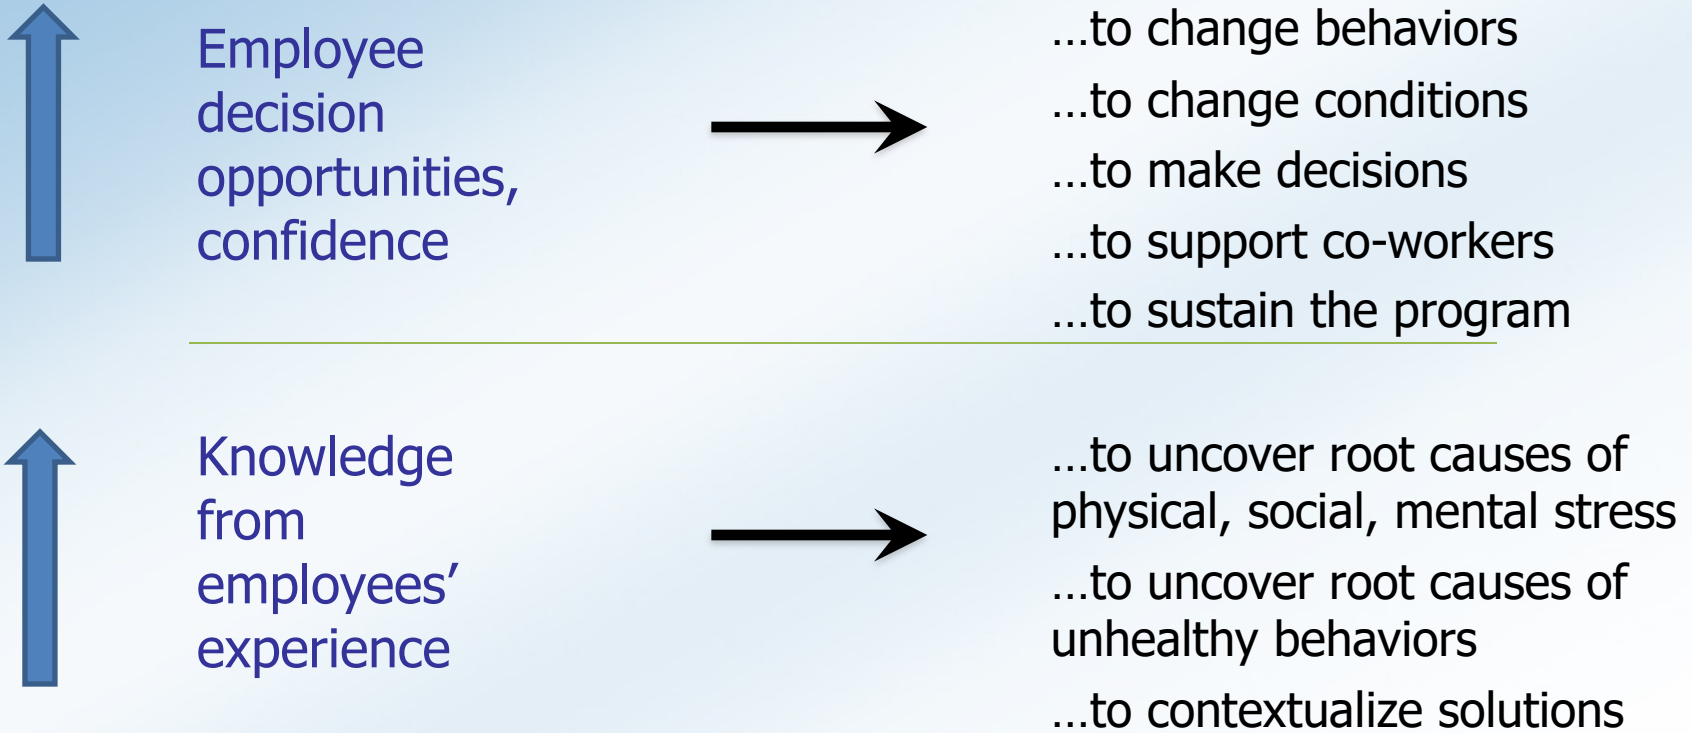 Employee
decision
opportunities,
confidence
…to change behaviors
…to change conditions
…to make decisions
…to support co-workers
…to sustain the program
Knowledge
from
employees’
experience
…to uncover root causes of
physical, social, mental stress
…to uncover root causes of
unhealthy behaviors
…to contextualize solutions